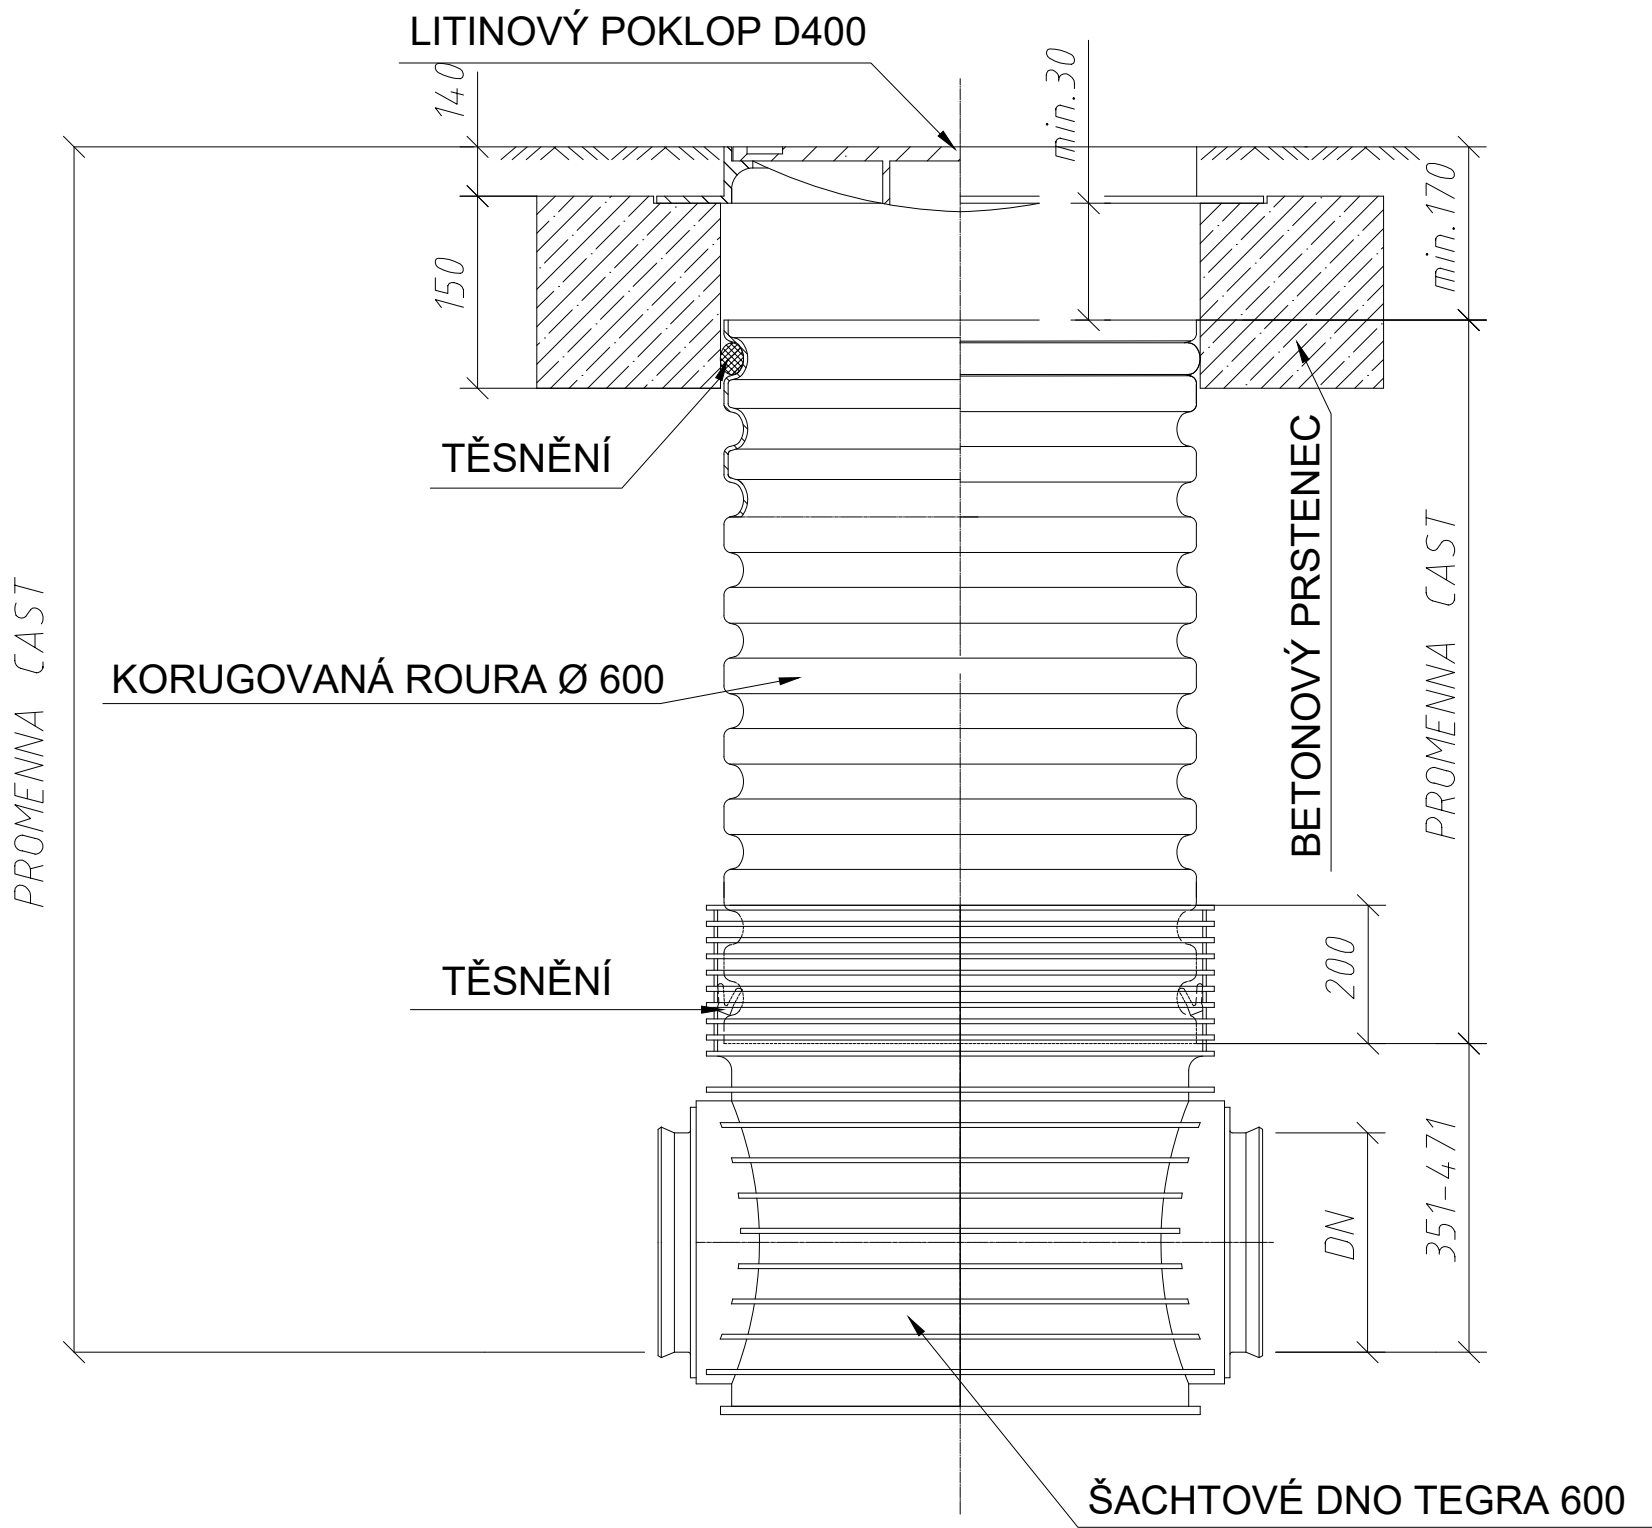 LITINOVÝ POKLOP D400
140
min.30
min.170
150
TĚSNĚNÍ
BETONOVÝ PRSTENEC
PROMENNA CAST
PROMENNA CAST
KORUGOVANÁ ROURA Ø 600
TĚSNĚNÍ
200
351-471
DN
ŠACHTOVÉ DNO TEGRA 600